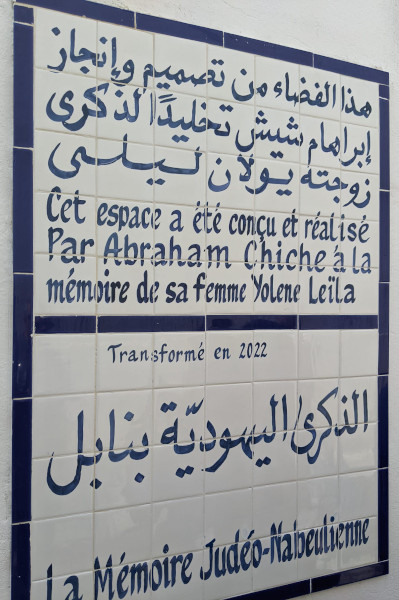 هذا الفضاء من تصميم وإنجاز
إبراهام شيش تخليدًا لذكرى
زوجته يولان ليلى
Cet espace a été conçu et réalisé
Par Abraham Chiche à la
mémoire de sa femme Yolene Leïla
Transformé en 2022
الذكرى اليهوديّة بنابل
La Mémoire Judéo-Nabeulienne